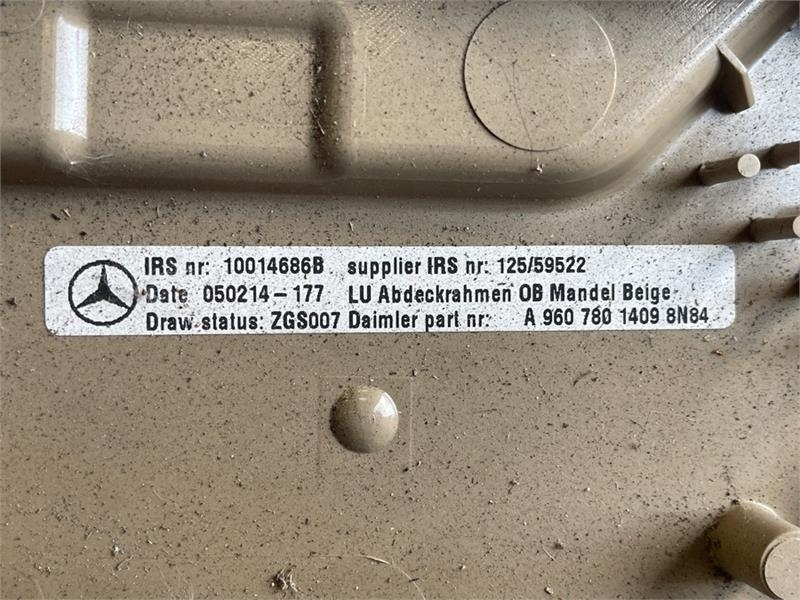 IRS nr: 10014686B supplier IRS nr: 125/59522
Date 050214-177 LU Abdeckrahmen OB Mandel Beige
Draw status: ZGS007 Daimler part nr: A 960 780 1409 8N84